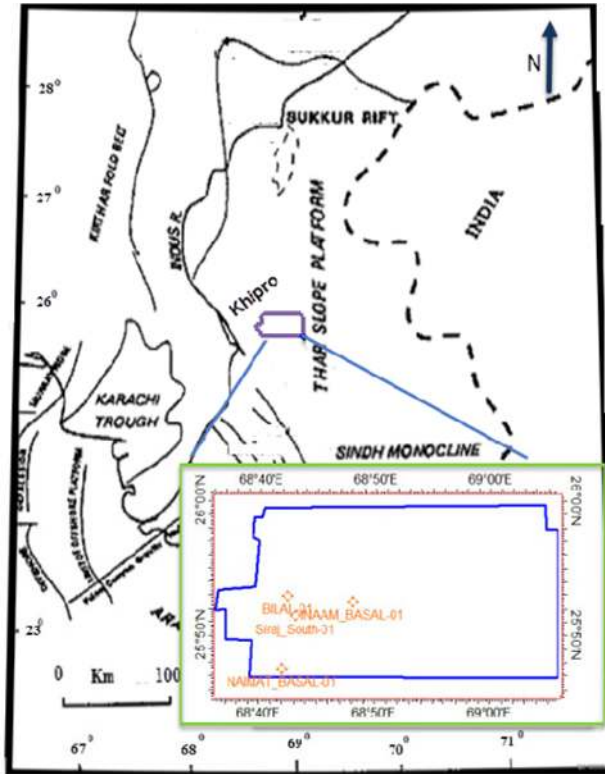 N
28°
BUKKUR RIFT
KIRTHAR FOLD BELT
27°
INDUS R.
INDIA
THAR SLOPE PLATFORM
26°
Khipro
KARACHI
TROUGH
SINDH MONOCLINE
68°40'E 68°50'E 69°00'E
26°00'N 26°00'N
BILAL-01
INAAM_BASAL-01
Siraj_South-01
25°50'N 25°50'N
23
NAIMAT_BASAL-01
68°40'E 68°50'E 69°00'E
0 Km 100
67° 68° 69 70 71